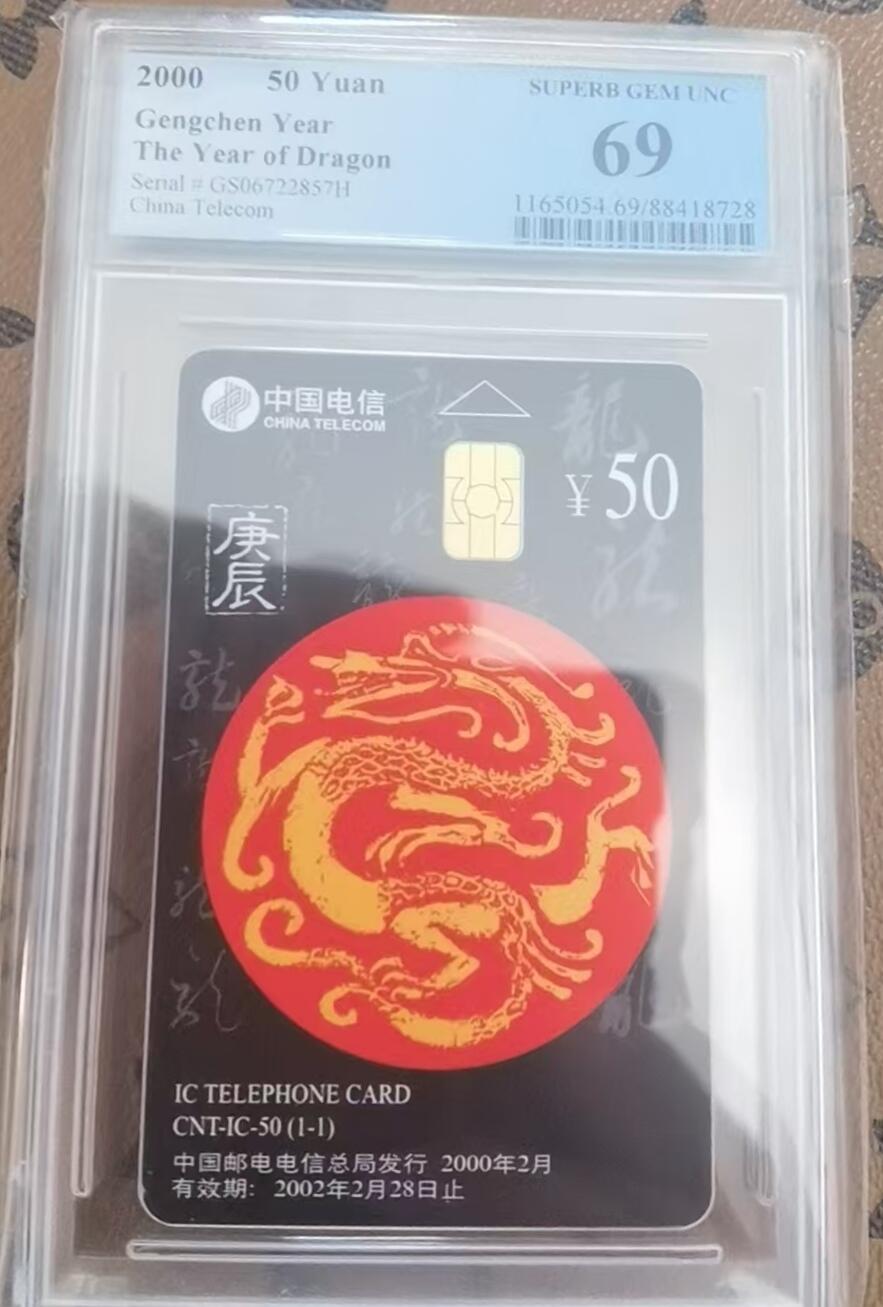 2000 50 Yuan
SUPERB GEM UNC
Gengchen Year
69
The Year of Dragon
Serial # GS06722857H
1165054.69/88418728
China Telecom
中国电信
CHINA TELECOM
龍
¥50
庚辰
IC TELEPHONE CARD
CNT-IC-50 (1-1)
中国邮电电信总局发行 2000年2月
有效期: 2002年2月28日止